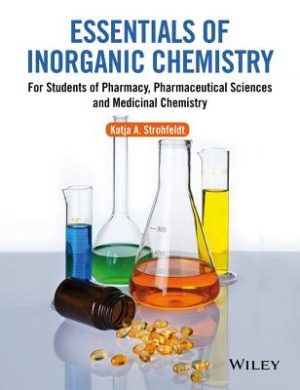 ESSENTIALS OF
INORGANIC CHEMISTRY
For Students of Pharmacy, Pharmaceutical Sciences
and Medicinal Chemistry
Katja A. Strohfeldt
WILEY